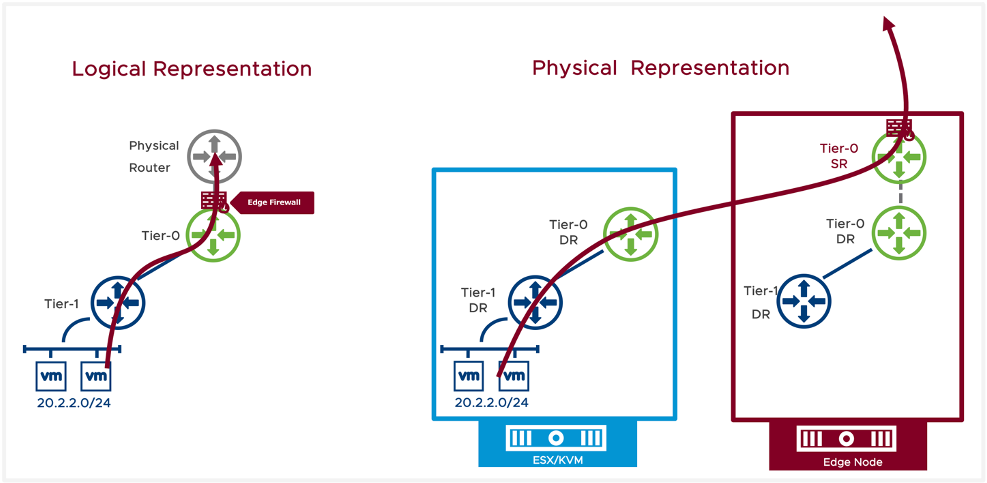 Logical Representation
Physical
Router
Edge Firewall
Tier-0
Tier-1
vm
vm
20.2.2.0/24
Physical Representation
Tier-0
DR
Tier-1
DR
vm
vm
20.2.2.0/24
ESX/KVM
Tier-0
SR
Tier-0
DR
Tier-1
DR
Edge Node